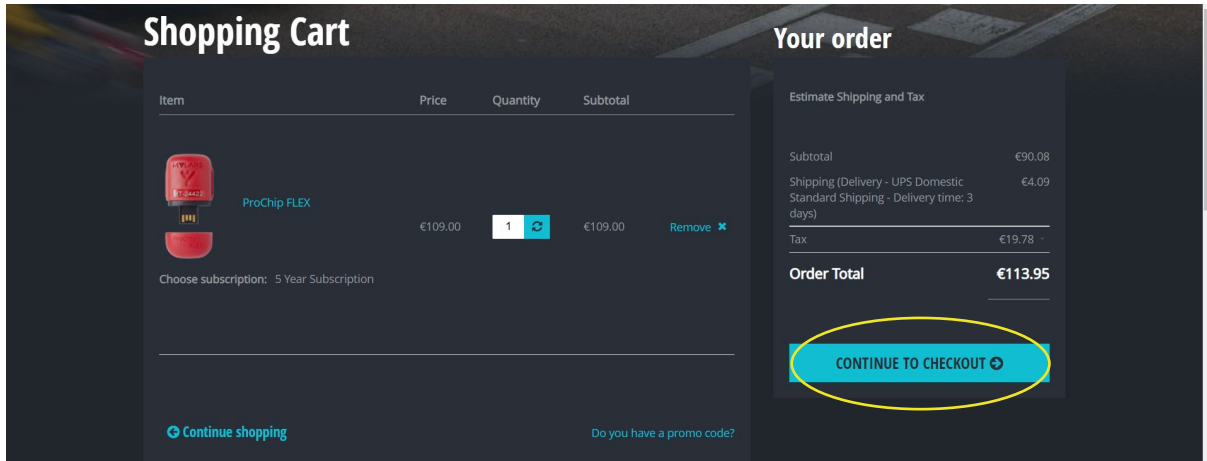 Shopping Cart
Item Price Quantity Subtotal
MYLAPS
ProChip FLEX
€109.00 1 €109.00 Remove
Choose subscription: 5 Year Subscription
Continue shopping
Do you have a promo code?
Your order
Estimate Shipping and Tax
Subtotal €90.08
Shipping (Delivery - UPS Domestic €4.09
Standard Shipping - Delivery time: 3
days)
Tax €19.78
Order Total €113.95
CONTINUE TO CHECKOUT